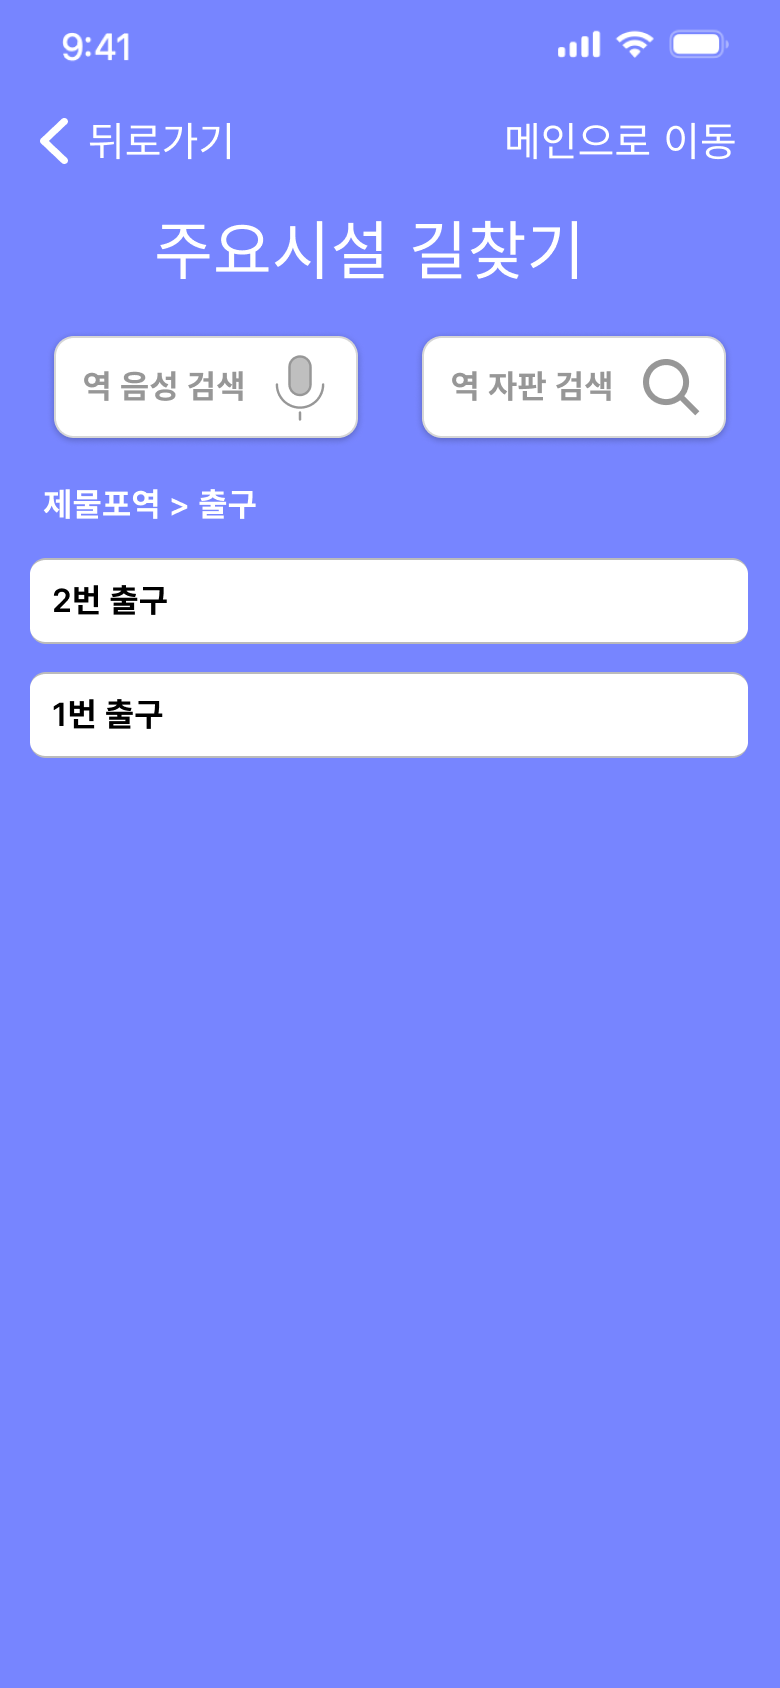 9:41
뒤로가기 메인으로 이동
주요시설 길찾기
역 음성 검색
역 자판 검색
제물포역 > 출구
2번 출구
1번 출구